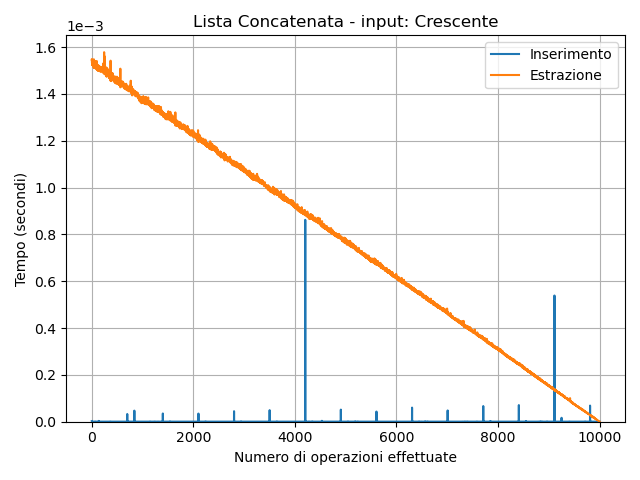 Lista Concatenata - input: Crescente
1e−3
Inserimento
Estrazione
1.6
1.4
1.2
1.0
0.8
0.6
0.4
0.2
0.0
Tempo (secondi)
0 2000 4000 6000 8000 10000
Numero di operazioni effettuate